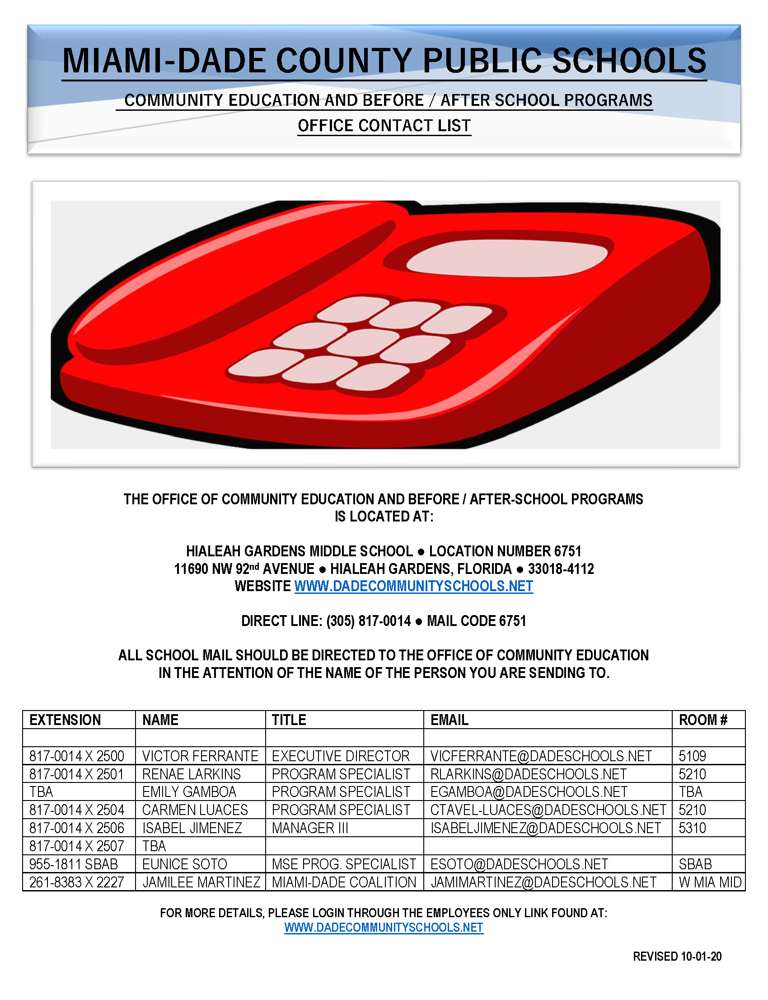 MIAMI-DADE COUNTY PUBLIC SCHOOLS
COMMUNITY EDUCATION AND BEFORE / AFTER SCHOOL PROGRAMS
OFFICE CONTACT LIST
THE OFFICE OF COMMUNITY EDUCATION AND BEFORE / AFTER-SCHOOL PROGRAMS
IS LOCATED AT:
HIALEAH GARDENS MIDDLE SCHOOL ● LOCATION NUMBER 6751
11690 NW 92nd AVENUE ● HIALEAH GARDENS, FLORIDA ● 33018-4112
WEBSITE WWW.DADECOMMUNITYSCHOOLS.NET
DIRECT LINE: (305) 817-0014 ● MAIL CODE 6751
ALL SCHOOL MAIL SHOULD BE DIRECTED TO THE OFFICE OF COMMUNITY EDUCATION
IN THE ATTENTION OF THE NAME OF THE PERSON YOU ARE SENDING TO.
EXTENSION NAME TITLE EMAIL ROOM #
817-0014 X 2500 VICTOR FERRANTE EXECUTIVE DIRECTOR VICFERRANTE@DADESCHOOLS.NET 5109
817-0014 X 2501 RENAE LARKINS PROGRAM SPECIALIST RLARKINS@DADESCHOOLS.NET 5210
TBA EMILY GAMBOA PROGRAM SPECIALIST EGAMBOA@DADESCHOOLS.NET TBA
817-0014 X 2504 CARMEN LUACES PROGRAM SPECIALIST CTAVEL-LUACES@DADESCHOOLS.NET 5210
817-0014 X 2506 ISABEL JIMENEZ MANAGER III ISABELJIMENEZ@DADESCHOOLS.NET 5310
817-0014 X 2507 TBA
955-1811 SBAB EUNICE SOTO MSE PROG. SPECIALIST ESOTO@DADESCHOOLS.NET SBAB
261-8383 X 2227 JAMILEE MARTINEZ MIAMI-DADE COALITION JAMIMARTINEZ@DADESCHOOLS.NET W MIA MID
FOR MORE DETAILS, PLEASE LOGIN THROUGH THE EMPLOYEES ONLY LINK FOUND AT:
WWW.DADECOMMUNITYSCHOOLS.NET
REVISED 10-01-20